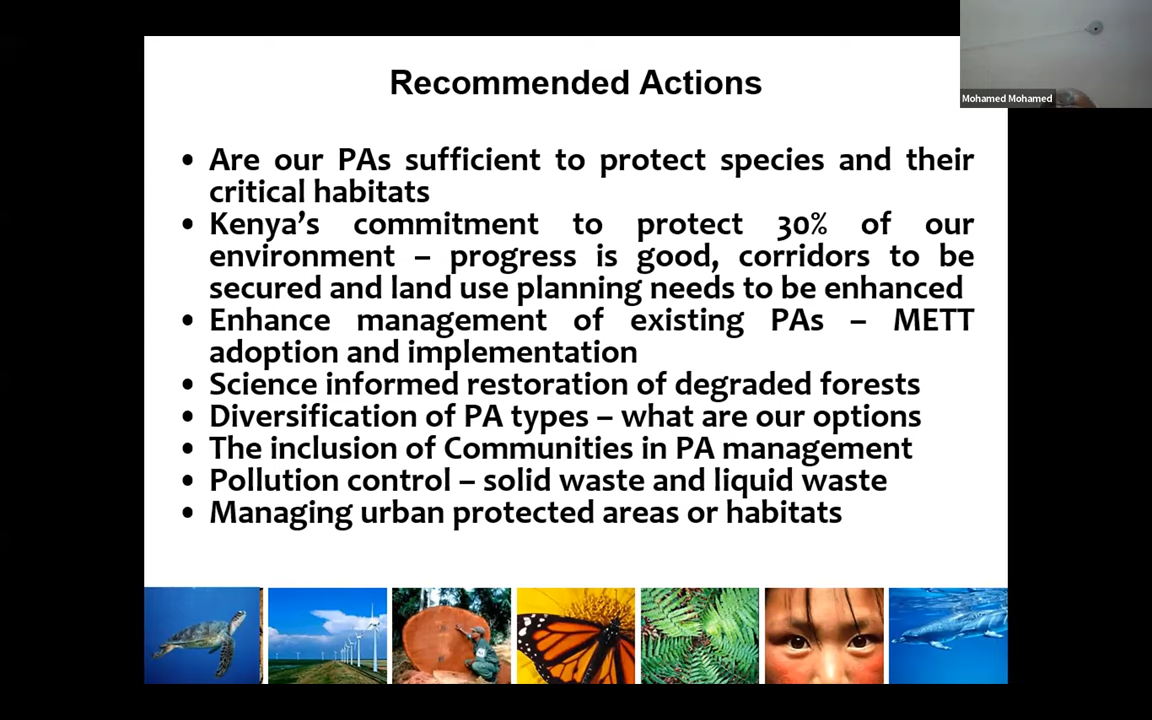 Recommended Actions
Mohamed Mohamed
• Are our PAs sufficient to protect species and their
critical habitats
• Kenya’s commitment to protect 30% of our
environment – progress is good, corridors to be
secured and land use planning needs to be enhanced
• Enhance management of existing PAs – METT
adoption and implementation
• Science informed restoration of degraded forests
• Diversification of PA types – what are our options
• The inclusion of Communities in PA management
• Pollution control – solid waste and liquid waste
• Managing urban protected areas or habitats